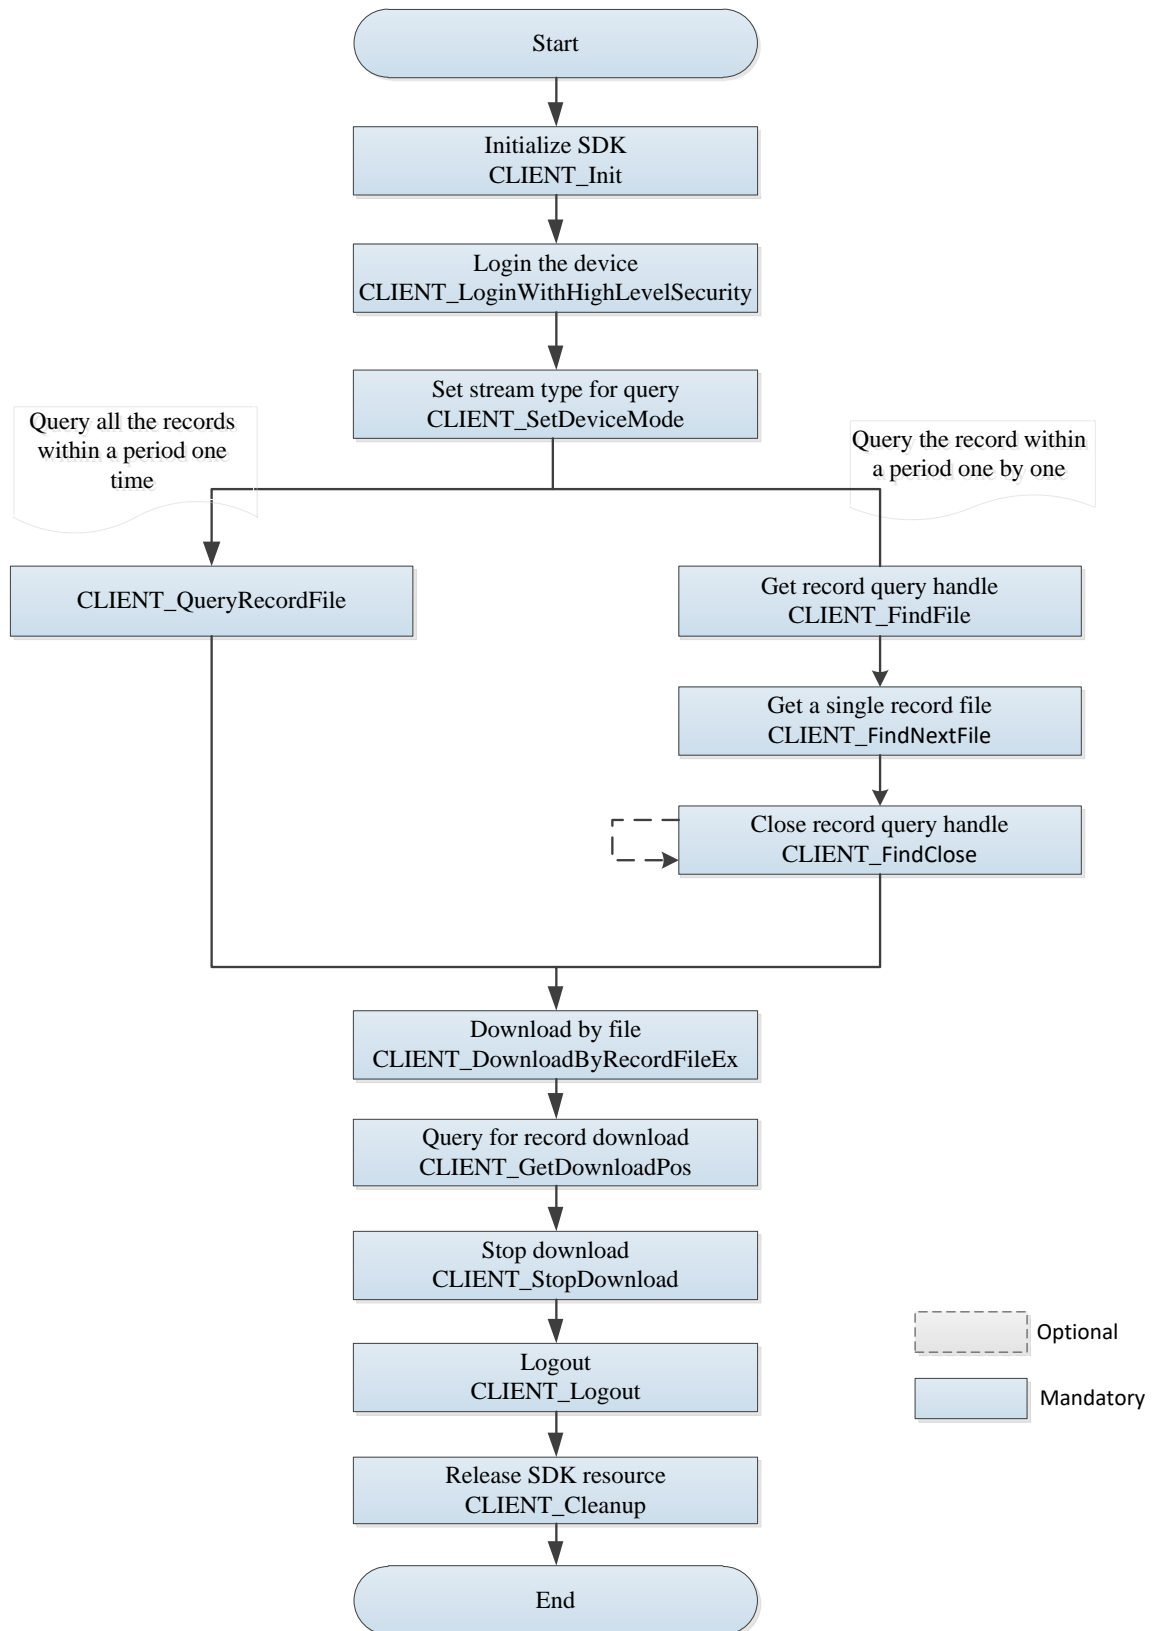 Start
Initialize SDK
CLIENT_Init
Login the device
CLIENT_LoginWithHighLevelSecurity
Set stream type for query
CLIENT_SetDeviceMode
Query all the records
within a period one
time
Query the record within
a period one by one
CLIENT_QueryRecordFile
Get record query handle
CLIENT_FindFile
Get a single record file
CLIENT_FindNextFile
Close record query handle
CLIENT_FindClose
Download by file
CLIENT_DownloadByRecordFileEx
Query for record download
CLIENT_GetDownloadPos
Stop download
CLIENT_StopDownload
Optional
Logout
CLIENT_Logout
Mandatory
Release SDK resource
CLIENT_Cleanup
End